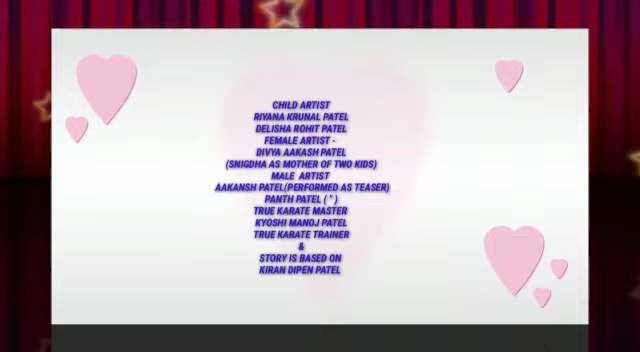 CHILD ARTIST
RIYANA KRUNAL PATEL
DELISHA ROHIT PATEL
FEMALE ARTIST -
DIVYA AAKASH PATEL
(SNIGDHA AS MOTHER OF TWO KIDS)
MALE ARTIST
AAKANSH PATEL(PERFORMED AS TEASER)
PANTH PATEL ( " )
TRUE KARATE MASTER
KYOSHI MANOJ PATEL
TRUE KARATE TRAINER
&
STORY IS BASED ON
KIRAN DIPEN PATEL